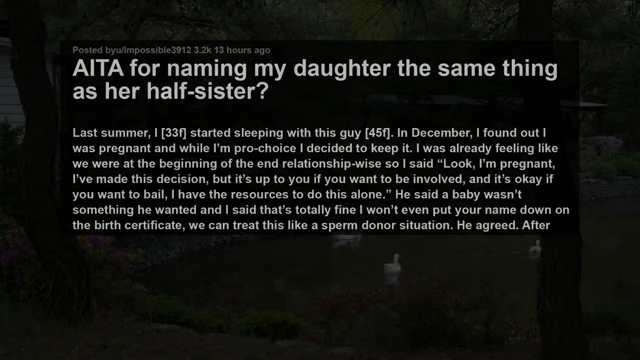 Posted byu/Impossible3912 3.2k 13 hours ago
AITA for naming my daughter the same thing
as her half-sister?
Last summer, I [33f] started sleeping with this guy [45f]. In December, I found out I
was pregnant and while I'm pro-choice I decided to keep it. I was already feeling like
we were at the beginning of the end relationship-wise so I said “Look, I'm pregnant,
I've made this decision, but it's up to you if you want to be involved, and it's okay if
you want to bail, I have the resources to do this alone.” He said a baby wasn't
something he wanted and I said that's totally fine I won't even put your name down on
the birth certificate, we can treat this like a sperm donor situation. He agreed. After